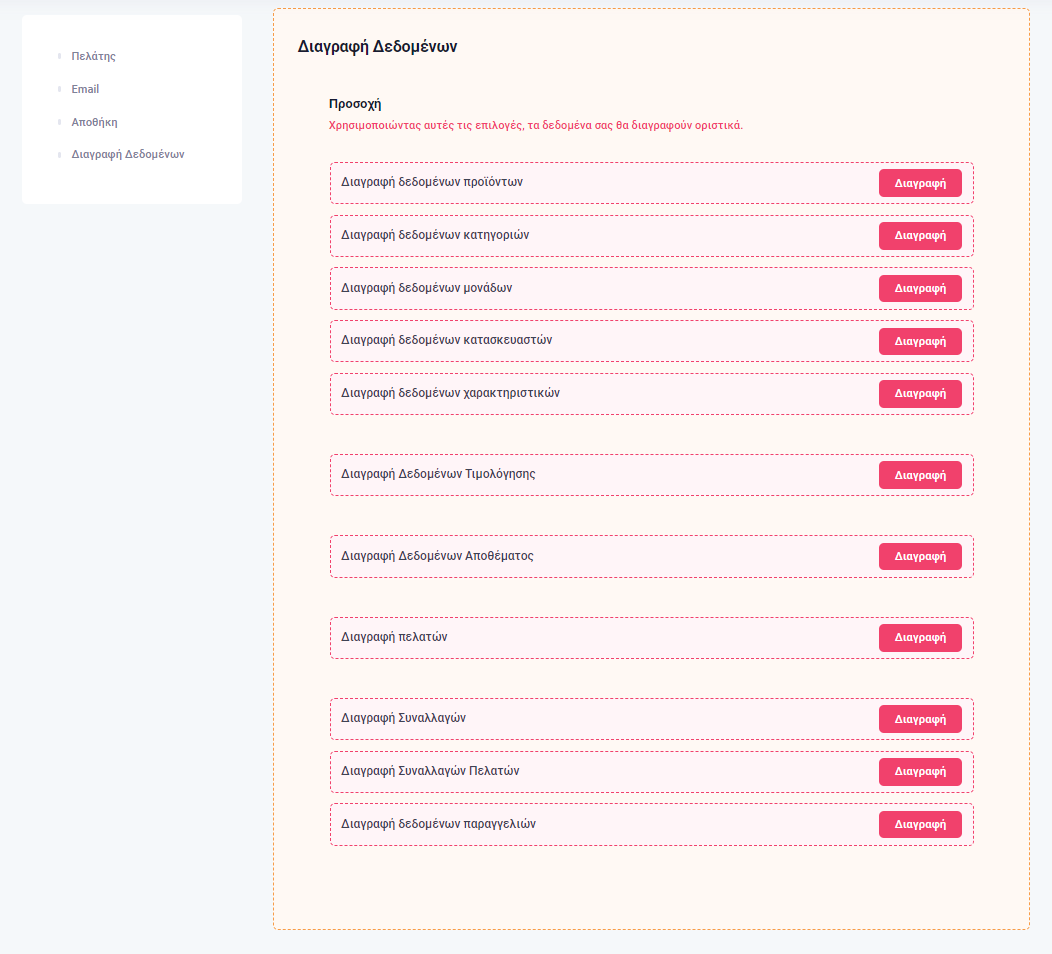 Πελάτης
Email
Αποθήκη
Διαγραφή Δεδομένων
Διαγραφή Δεδομένων
Προσοχή
Χρησιμοποιώντας αυτές τις επιλογές, τα δεδομένα σας θα διαγραφούν οριστικά.
Διαγραφή δεδομένων προϊόντων Διαγραφή
Διαγραφή δεδομένων κατηγοριών Διαγραφή
Διαγραφή δεδομένων μονάδων Διαγραφή
Διαγραφή δεδομένων κατασκευαστών Διαγραφή
Διαγραφή δεδομένων χαρακτηριστικών Διαγραφή
Διαγραφή Δεδομένων Τιμολόγησης Διαγραφή
Διαγραφή Δεδομένων Αποθέματος Διαγραφή
Διαγραφή πελατών Διαγραφή
Διαγραφή Συναλλαγών Διαγραφή
Διαγραφή Συναλλαγών Πελατών Διαγραφή
Διαγραφή δεδομένων παραγγελιών Διαγραφή